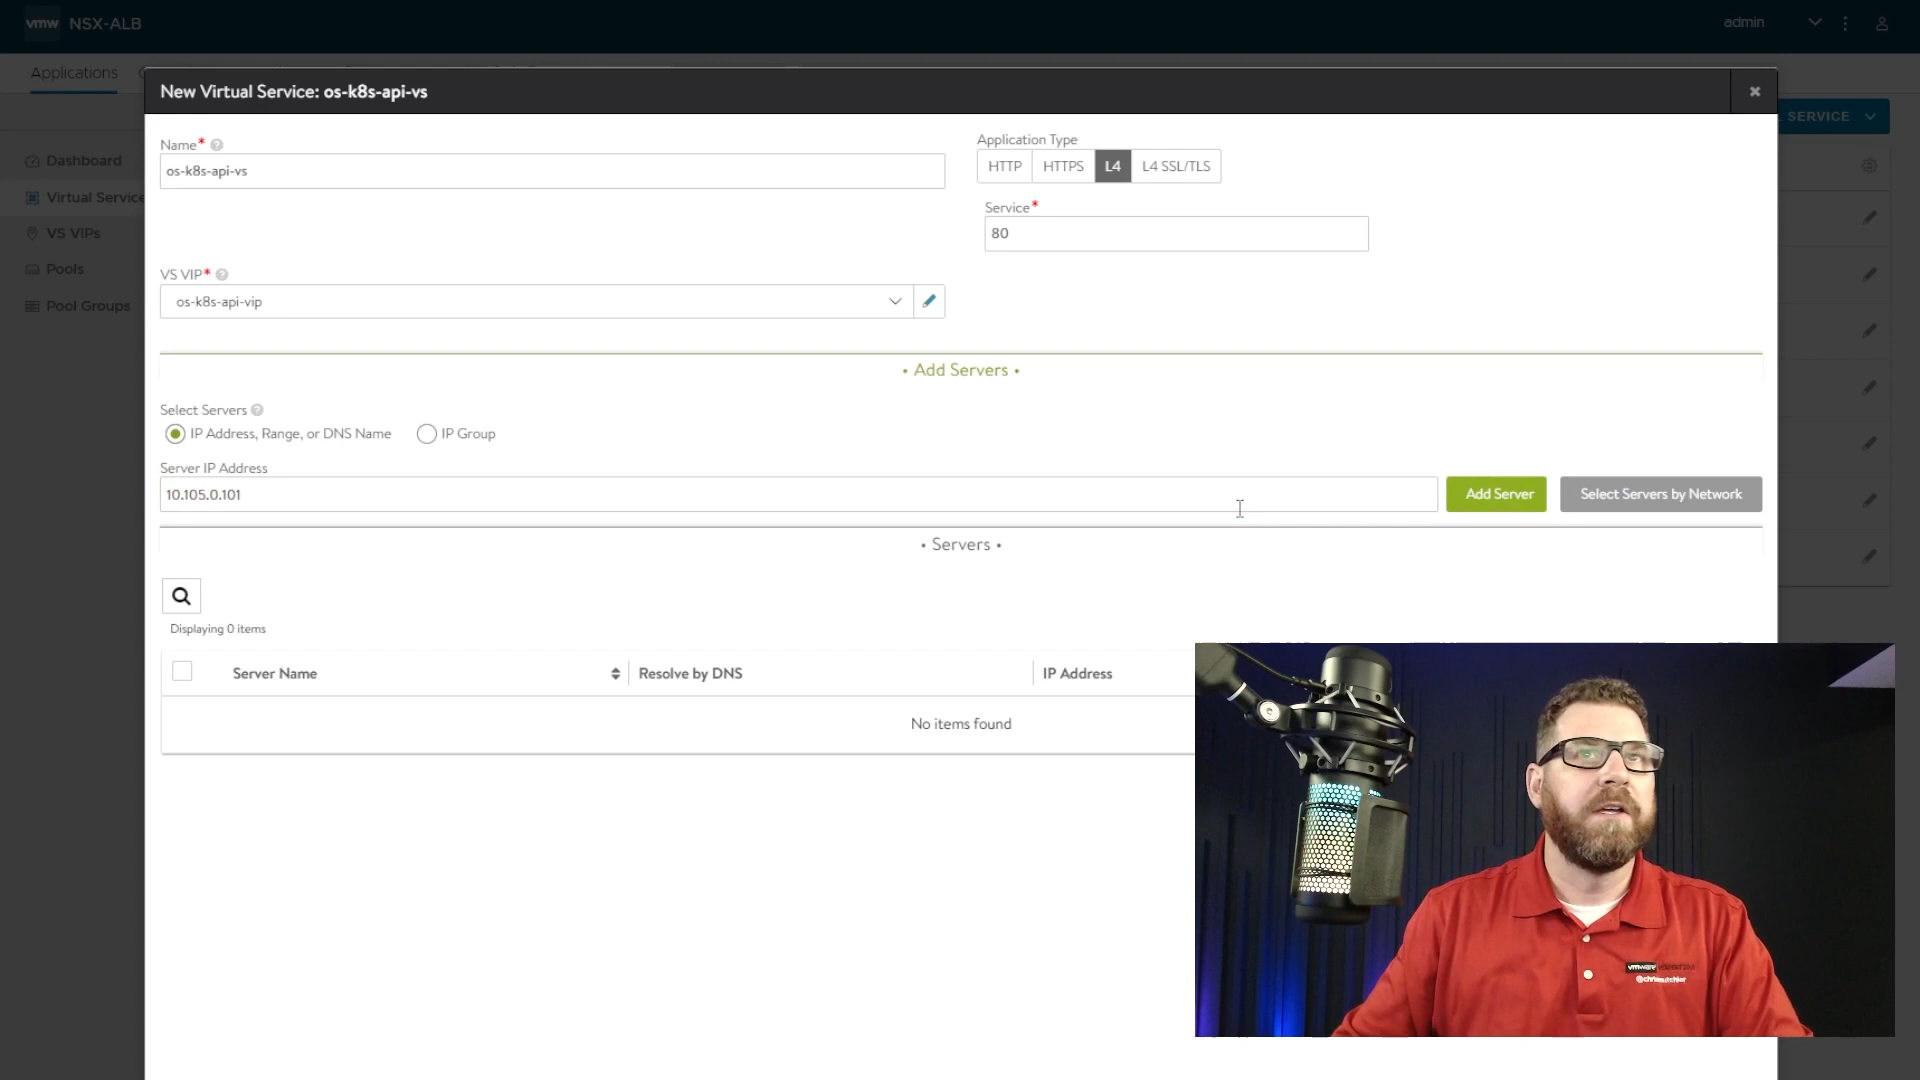 vmw NSX-ALB
admin
Applications
New Virtual Service: os-k8s-api-vs
SERVICE
Name*
os-k8s-api-vs
Application Type
HTTP HTTPS L4 L4 SSL/TLS
Service*
80
Dashboard
Virtual Service
VS VIPs
Pools
Pool Groups
VS VIP*
os-k8s-api-vip
• Add Servers •
Select Servers
IP Address, Range, or DNS Name
IP Group
Server IP Address
10.105.0.101
Add Server
Select Servers by Network
• Servers •
Displaying 0 items
Server Name
Resolve by DNS
IP Address
No items found
vmware